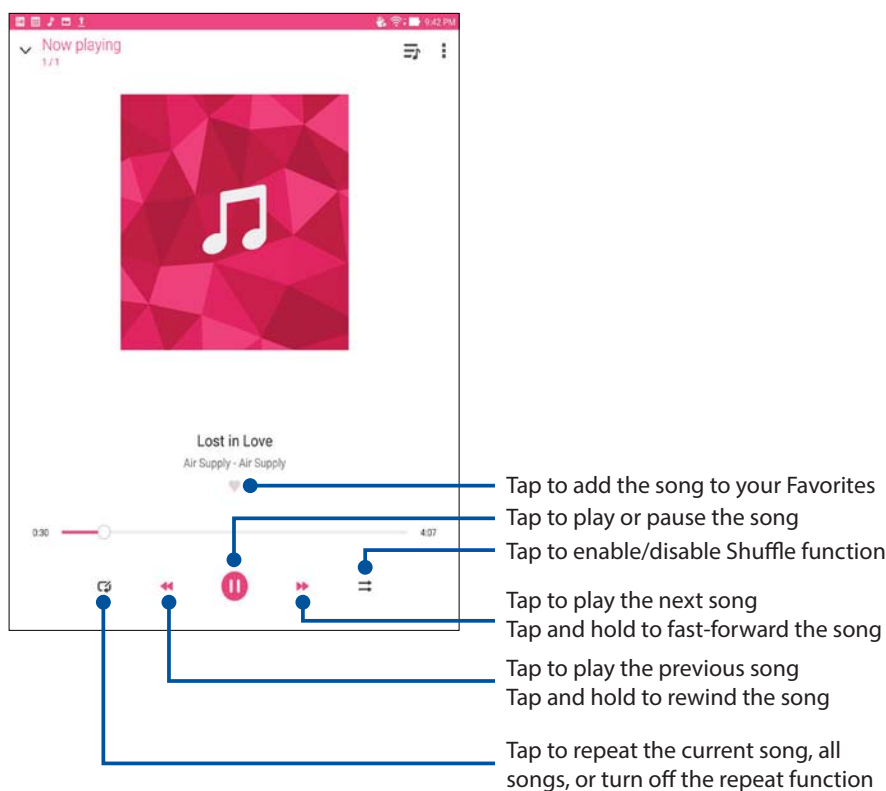 9:42 PM
Now playing
1 / 1
Lost in Love
Air Supply - Air Supply
0:30
4:07
Tap to add the song to your Favorites
Tap to play or pause the song
Tap to enable/disable Shuffle function
Tap to play the next song
Tap and hold to fast-forward the song
Tap to play the previous song
Tap and hold to rewind the song
Tap to repeat the current song, all
songs, or turn off the repeat function